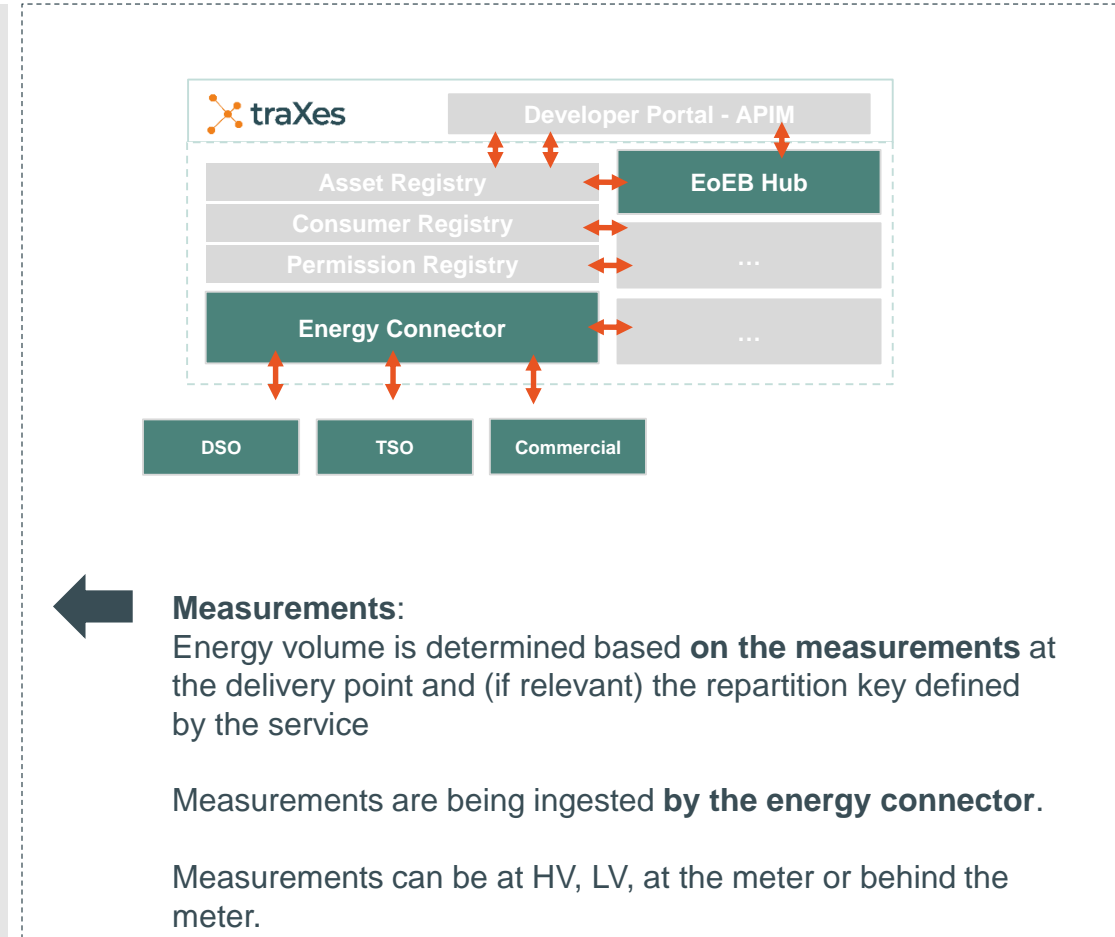 traXes
Developer Portal - APIM
Asset Registry
EoEB Hub
Consumer Registry
Permission Registry
...
Energy Connector
...
DSO
TSO
Commercial
Measurements:
Energy volume is determined based on the measurements at
the delivery point and (if relevant) the repartition key defined
by the service
Measurements are being ingested by the energy connector.
Measurements can be at HV, LV, at the meter or behind the
meter.